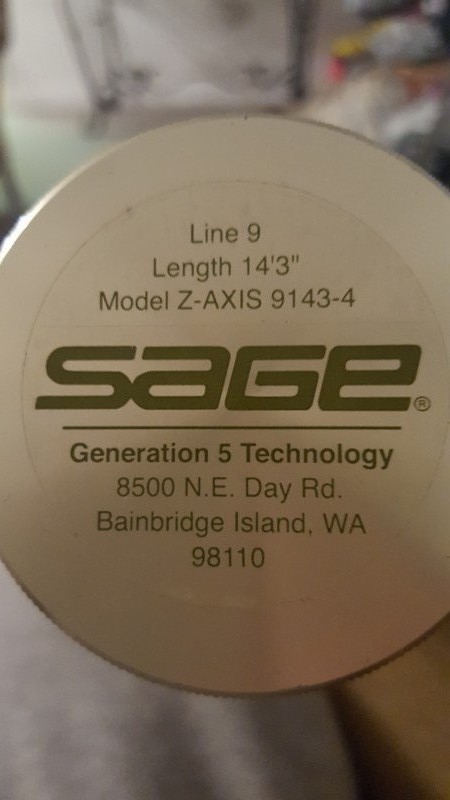 Line 9
Length 14'3"
Model Z-AXIS 9143-4
SAGE®
Generation 5 Technology
8500 N.E. Day Rd.
Bainbridge Island, WA
98110